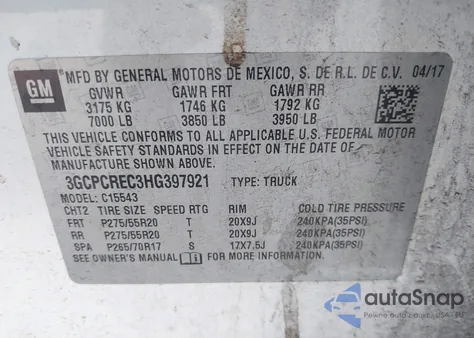 GM
MFD BY GENERAL MOTORS DE MEXICO, S. DE R.L. DE C.V. 04/17
GVWR GAWR FRT GAWR RR
3175 KG 1746 KG 1792 KG
7000 LB 3850 LB 3950 LB
THIS VEHICLE CONFORMS TO ALL APPLICABLE U.S. FEDERAL MOTOR
VEHICLE SAFETY STANDARDS IN EFFECT ON THE DATE OF
MANUFACTURE SHOWN ABOVE.
3GCPCREC3HG397921 TYPE: TRUCK
MODEL: C15543
CHT2 TIRE SIZE SPEED RTG RIM COLD TIRE PRESSURE
FRT P275/55R20 T 20X9J 240KPA(35PSI)
RR P275/55R20 T 20X9J 240KPA(35PSI)
SPA P265/70R17 S 17X7.5J 240KPA(35PSI)
SEE OWNER'S MANUAL FOR MORE INFORMATION.
autoSnap